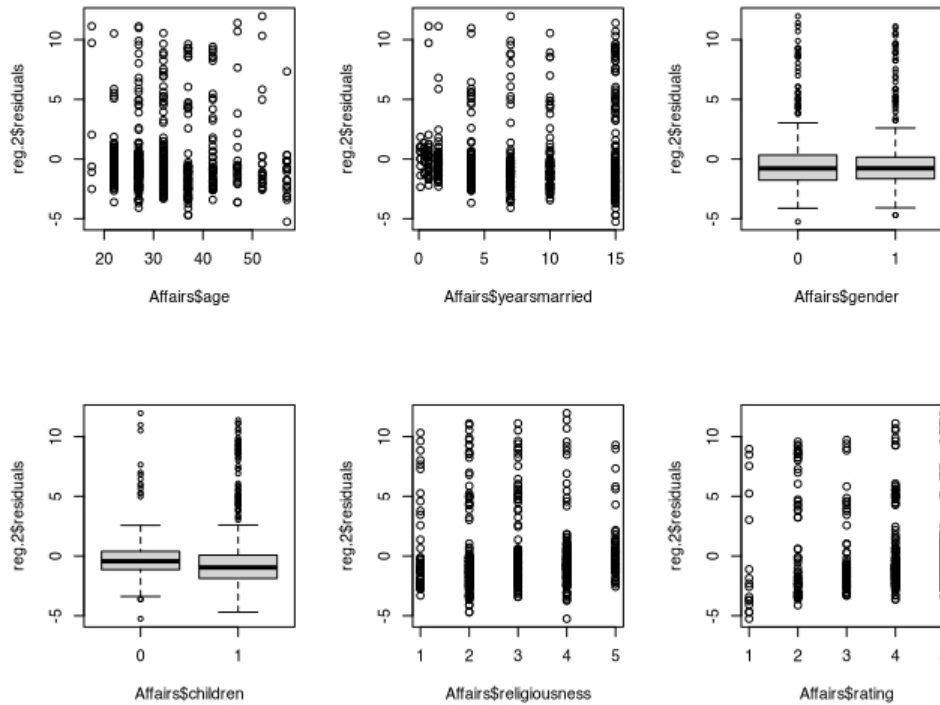 10
5
0
-5
reg.2$residuals
20 30 40 50
Affairs$age
10
5
0
-5
reg.2$residuals
0 5 10 15
Affairs$yearsmarried
10
5
0
-5
reg.2$residuals
0 1
Affairs$gender
10
5
0
-5
reg.2$residuals
0 1
Affairs$children
10
5
0
-5
reg.2$residuals
1 2 3 4 5
Affairs$religiousness
10
5
0
-5
reg.2$residuals
1 2 3 4
Affairs$rating